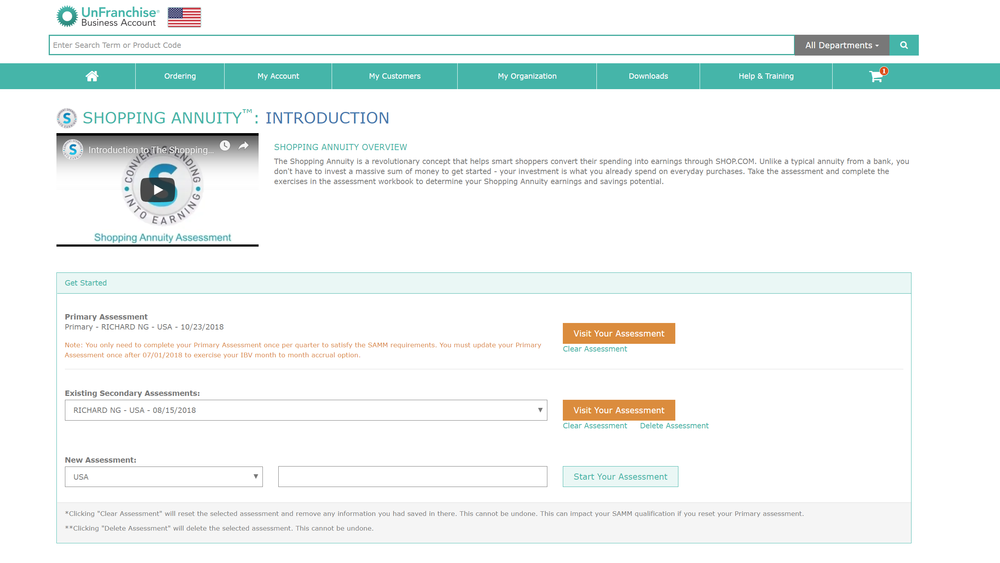 UnFranchise®
Business Account
Enter Search Term or Product Code
All Departments
Ordering
My Account
My Customers
My Organization
Downloads
Help & Training
1
CONVERT SPENDING INTO EARNING
S
SHOPPING ANNUITY™: INTRODUCTION
CONVERT SPENDING INTO EARNING
S
Introduction to The Shopping...
CONVERT SPENDING
S
INTO EARNING
Shopping Annuity Assessment
SHOPPING ANNUITY OVERVIEW
The Shopping Annuity is a revolutionary concept that helps smart shoppers convert their spending into earnings through SHOP.COM. Unlike a typical annuity from a bank, you
don't have to invest a massive sum of money to get started - your investment is what you already spend on everyday purchases. Take the assessment and complete the
exercises in the assessment workbook to determine your Shopping Annuity earnings and savings potential.
Get Started
Primary Assessment
Primary - RICHARD NG - USA - 10/23/2018
Note: You only need to complete your Primary Assessment once per quarter to satisfy the SAMM requirements. You must update your Primary
Assessment once after 07/01/2018 to exercise your IBV month to month accrual option.
Visit Your Assessment
Clear Assessment
Existing Secondary Assessments:
RICHARD NG - USA - 08/15/2018
Visit Your Assessment
Clear Assessment Delete Assessment
New Assessment:
USA
Start Your Assessment
*Clicking "Clear Assessment" will reset the selected assessment and remove any information you had saved in there. This cannot be undone. This can impact your SAMM qualification if you reset your Primary assessment.
**Clicking "Delete Assessment" will delete the selected assessment. This cannot be undone.